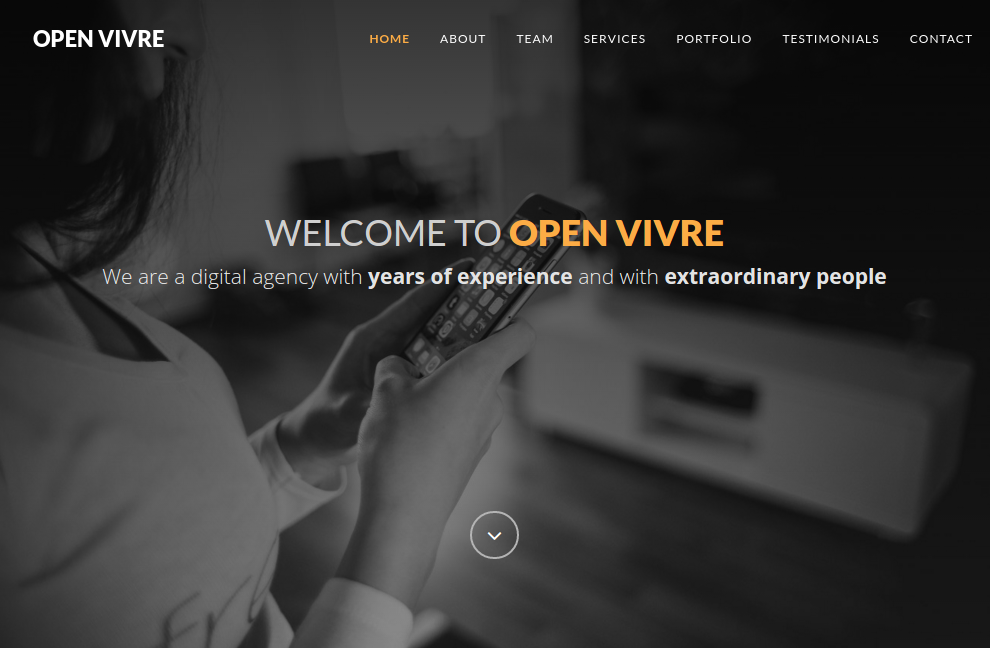 OPEN VIVRE
HOME ABOUT TEAM SERVICES PORTFOLIO TESTIMONIALS CONTACT
WELCOME TO OPEN VIVRE
We are a digital agency with years of experience and with extraordinary people